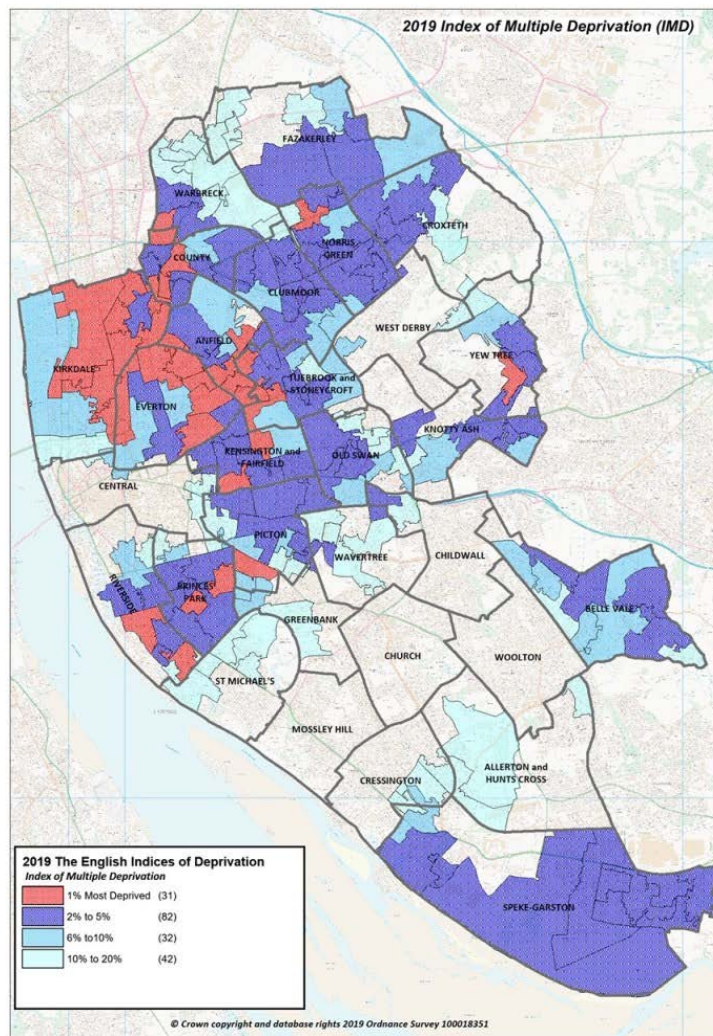 2019 Index of Multiple Deprivation (IMD)
FAZAKERLEY
WARBRECK
CROXTETH
NORRIS
GREEN
COUNTY
CLUBMOOR
WEST DERBY
ANFIELD
YEW TREE
KIRKDALE
TUEBROOK and
STONEYCROFT
EVERTON
KNOTTY ASH
KENSINGTON and
FAIRFIELD
OLD SWAN
CENTRAL
PICTON
WAVERTREE
CHILDWALL
RIVERSIDE
PRINCES
PARK
BELLE VALE
GREENBANK
CHURCH
WOOLTON
ST MICHAEL'S
MOSSLEY HILL
ALLERTON and
HUNTS CROSS
CRESSINGTON
SPEKE-GARSTON
2019 The English Indices of Deprivation
Index of Multiple Deprivation
1% Most Deprived (31)
2% to 5% (82)
6% to10% (32)
10% to 20% (42)
© Crown copyright and database rights 2019 Ordnance Survey 100018351